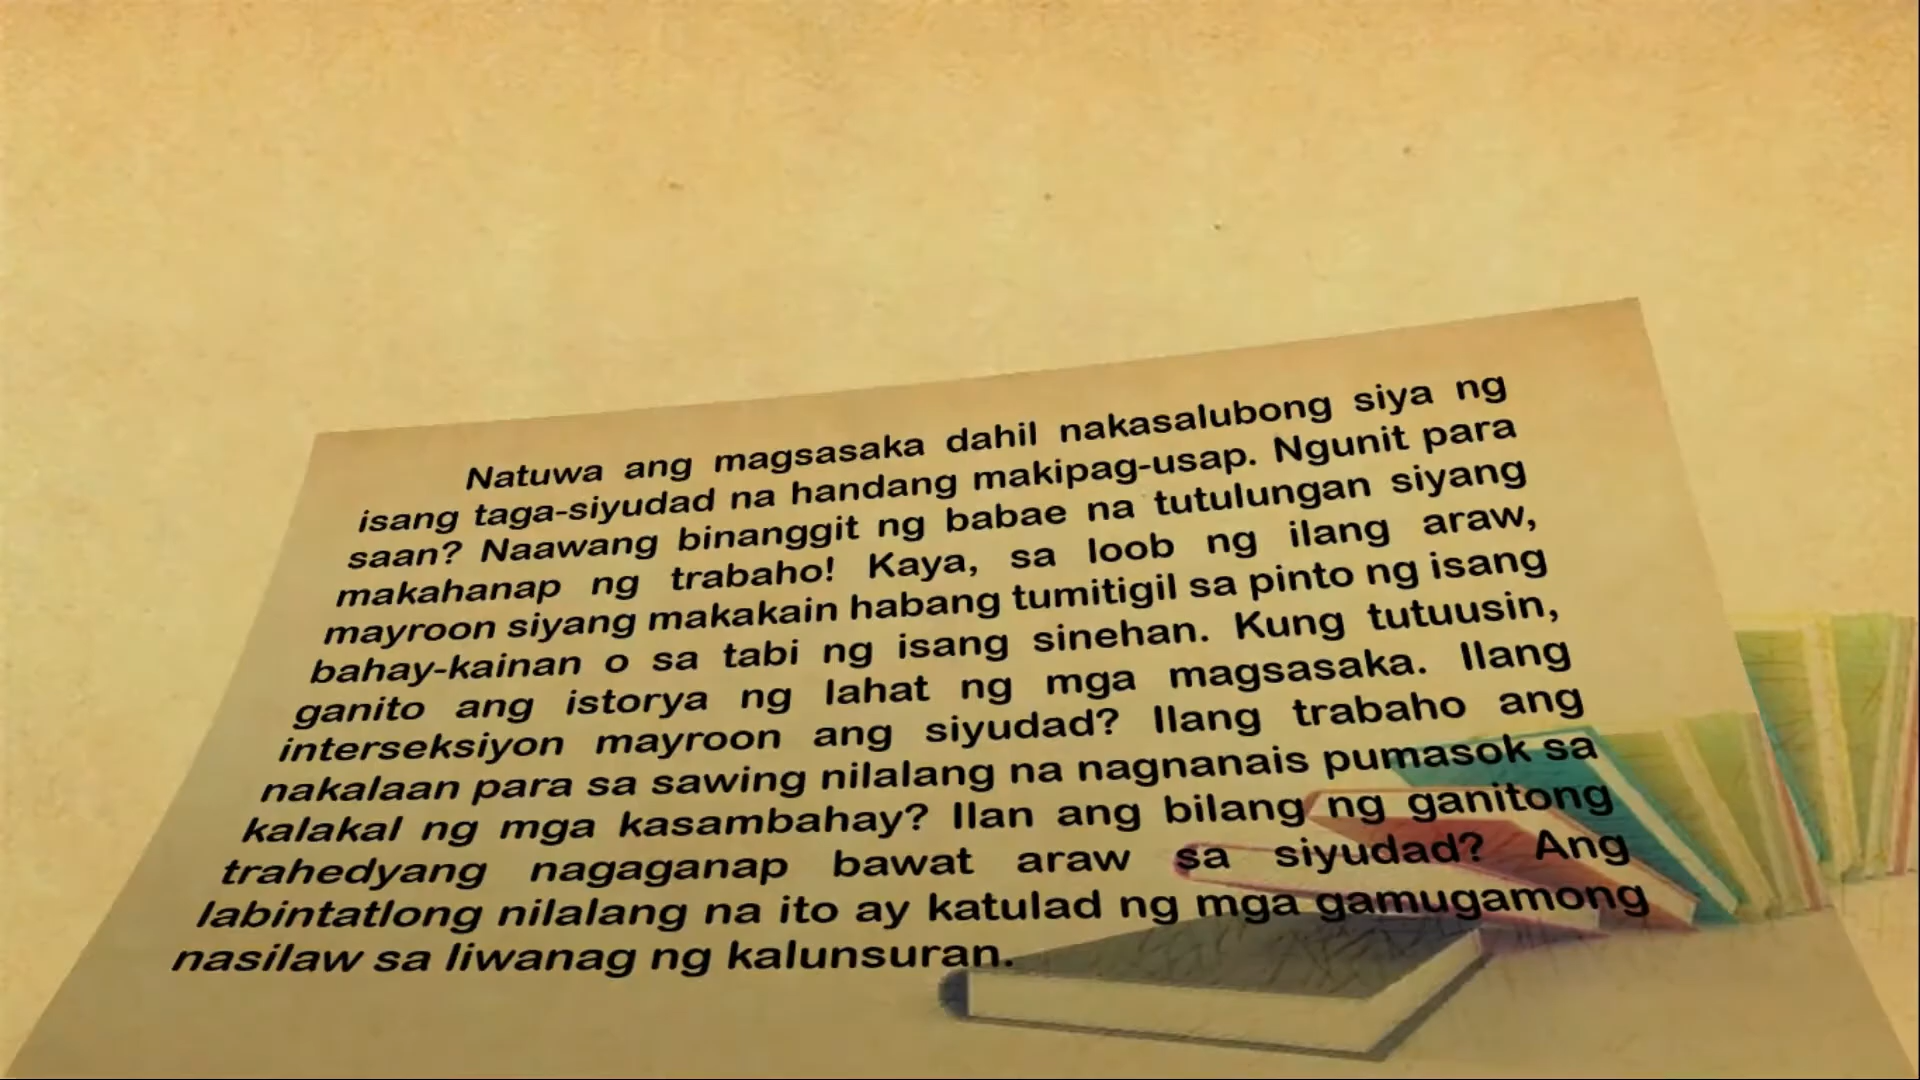 Natuwa ang magsasaka dahil nakasalubong siya ng
isang taga-siyudad na handang makipag-usap. Ngunit para
saan? Naawang binanggit ng babae na tutulungan siyang
makahanap ng trabaho! Kaya, sa loob ng ilang araw,
mayroon siyang makakain habang tumitigil sa pinto ng isang
bahay-kainan o sa tabi ng isang sinehan. Kung tutuusin,
ganito ang istorya ng lahat ng mga magsasaka. Ilang
interseksiyon mayroon ang siyudad? Ilang trabaho ang
nakalaan para sa sawing nilalang na nagnanais pumasok sa
kalakal ng mga kasambahay? Ilan ang bilang ng ganitong
trahedyang nagaganap bawat araw sa siyudad? Ang
labintatlong nilalang na ito ay katulad ng mga gamugamong
nasilaw sa liwanag ng kalunsuran.